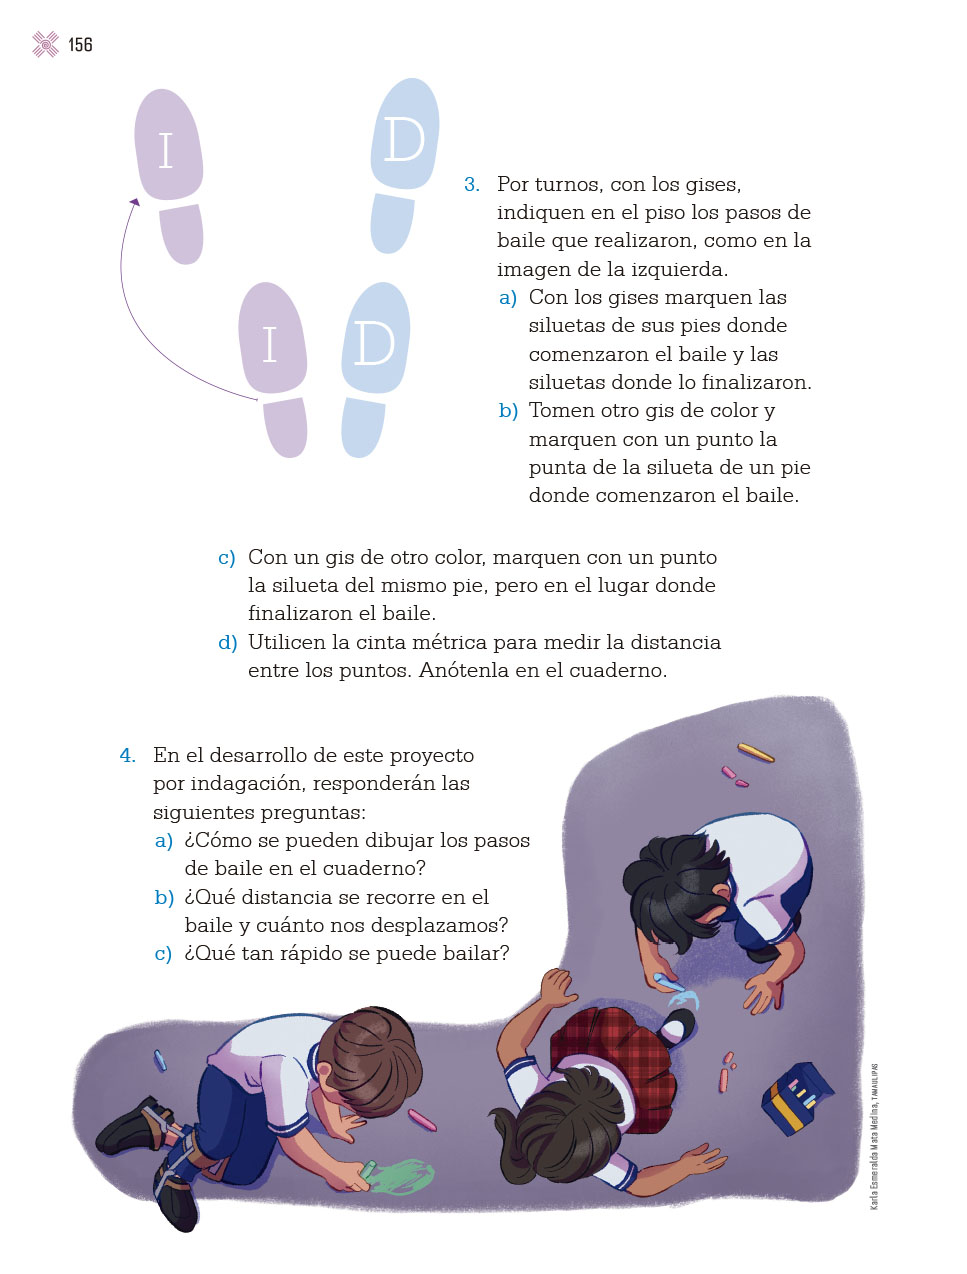 156
I
D
I
D
3. Por turnos, con los gises,
indiquen en el piso los pasos de
baile que realizaron, como en la
imagen de la izquierda.
a) Con los gises marquen las
siluetas de sus pies donde
comenzaron el baile y las
siluetas donde lo finalizaron.
b) Tomen otro gis de color y
marquen con un punto la
punta de la silueta de un pie
donde comenzaron el baile.
c) Con un gis de otro color, marquen con un punto
la silueta del mismo pie, pero en el lugar donde
finalizaron el baile.
d) Utilicen la cinta métrica para medir la distancia
entre los puntos. Anótenla en el cuaderno.
4. En el desarrollo de este proyecto
por indagación, responderán las
siguientes preguntas:
a) ¿Cómo se pueden dibujar los pasos
de baile en el cuaderno?
b) ¿Qué distancia se recorre en el
baile y cuánto nos desplazamos?
c) ¿Qué tan rápido se puede bailar?
Karla Esmeralda Mata Medina, TAMAULIPAS